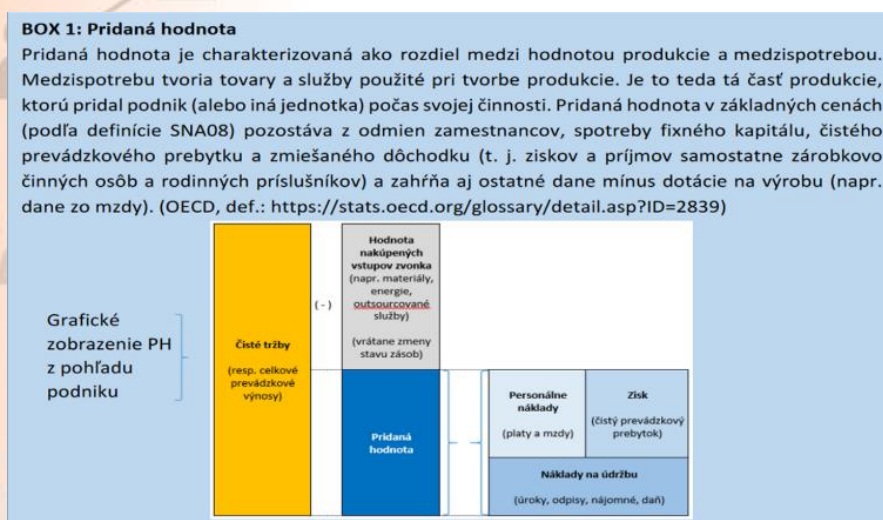 BOX 1: Pridaná hodnota
Pridaná hodnota je charakterizovaná ako rozdiel medzi hodnotou produkcie a medzispotrebou.
Medzispotrebu tvoria tovary a služby použité pri tvorbe produkcie. Je to teda tá časť produkcie,
ktorú pridal podnik (alebo iná jednotka) počas svojej činnosti. Pridaná hodnota v základných cenách
(podľa definície SNA08) pozostáva z odmien zamestnancov, spotreby fixného kapitálu, čistého
prevádzkového prebytku a zmiešaného dôchodku (t. j. ziskov a príjmov samostatne zárobkovo
činných osôb a rodinných príslušníkov) a zahŕňa aj ostatné dane mínus dotácie na výrobu (napr.
dane zo mzdy). (OECD, def.: https://stats.oecd.org/glossary/detail.asp?ID=2839)
Grafické
zobrazenie PH
z pohľadu
podniku
Čisté tržby
(resp. celkové
prevádzkové
výnosy)
( - )
Hodnota
nakúpených
vstupov zvonka
(napr. materiály,
energie,
outsourcované
služby)
(vrátane zmeny
stavu zásob)
Pridaná
hodnota
Personálne
náklady
(platy a mzdy)
Zisk
(čistý prevádzkový
prebytok)
Náklady na údržbu
(úroky, odpisy, nájomné, daň)